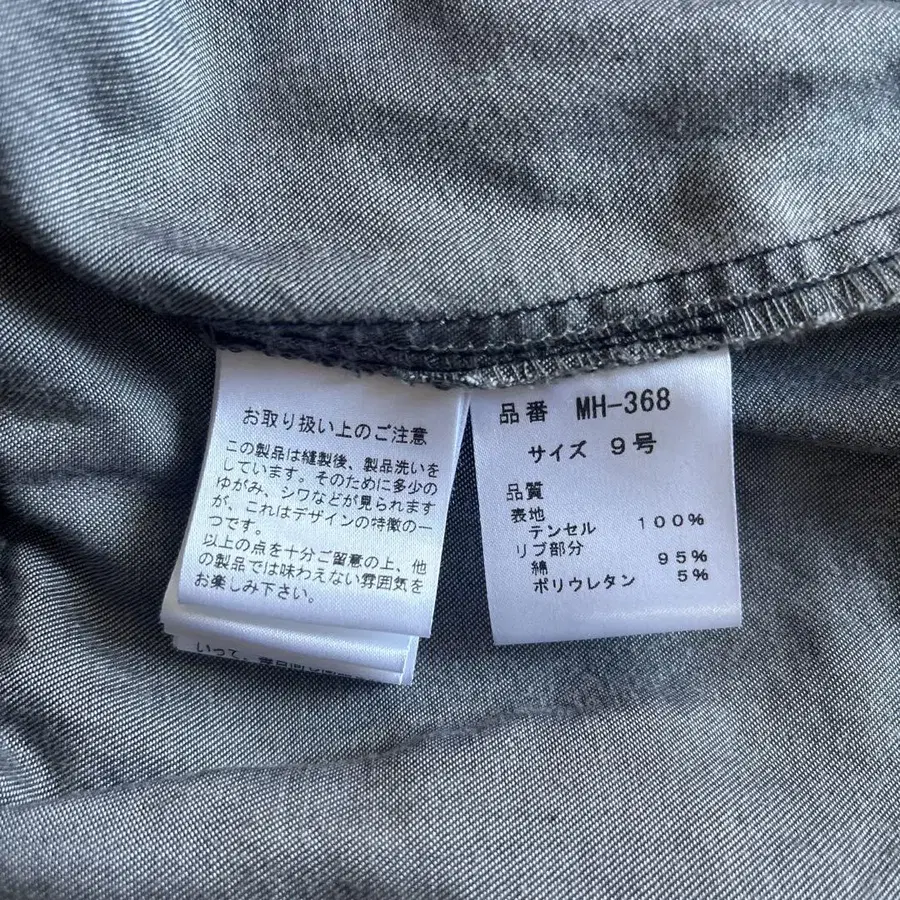 お取り扱い上のご注意
この製品は縫製後、製品洗いを
しています。そのために多少の
ゆがみ、シワなどが見られます
が、これはデザインの特徴の一
つです。
以上の点を十分ご留意の上、他
の製品では味わえない雰囲気を
お楽しみ下さい。
いって、
品番 MH-368
サイズ 9号
品質
表地
テンセル 100%
リブ部分
綿 95%
ポリウレタン 5%